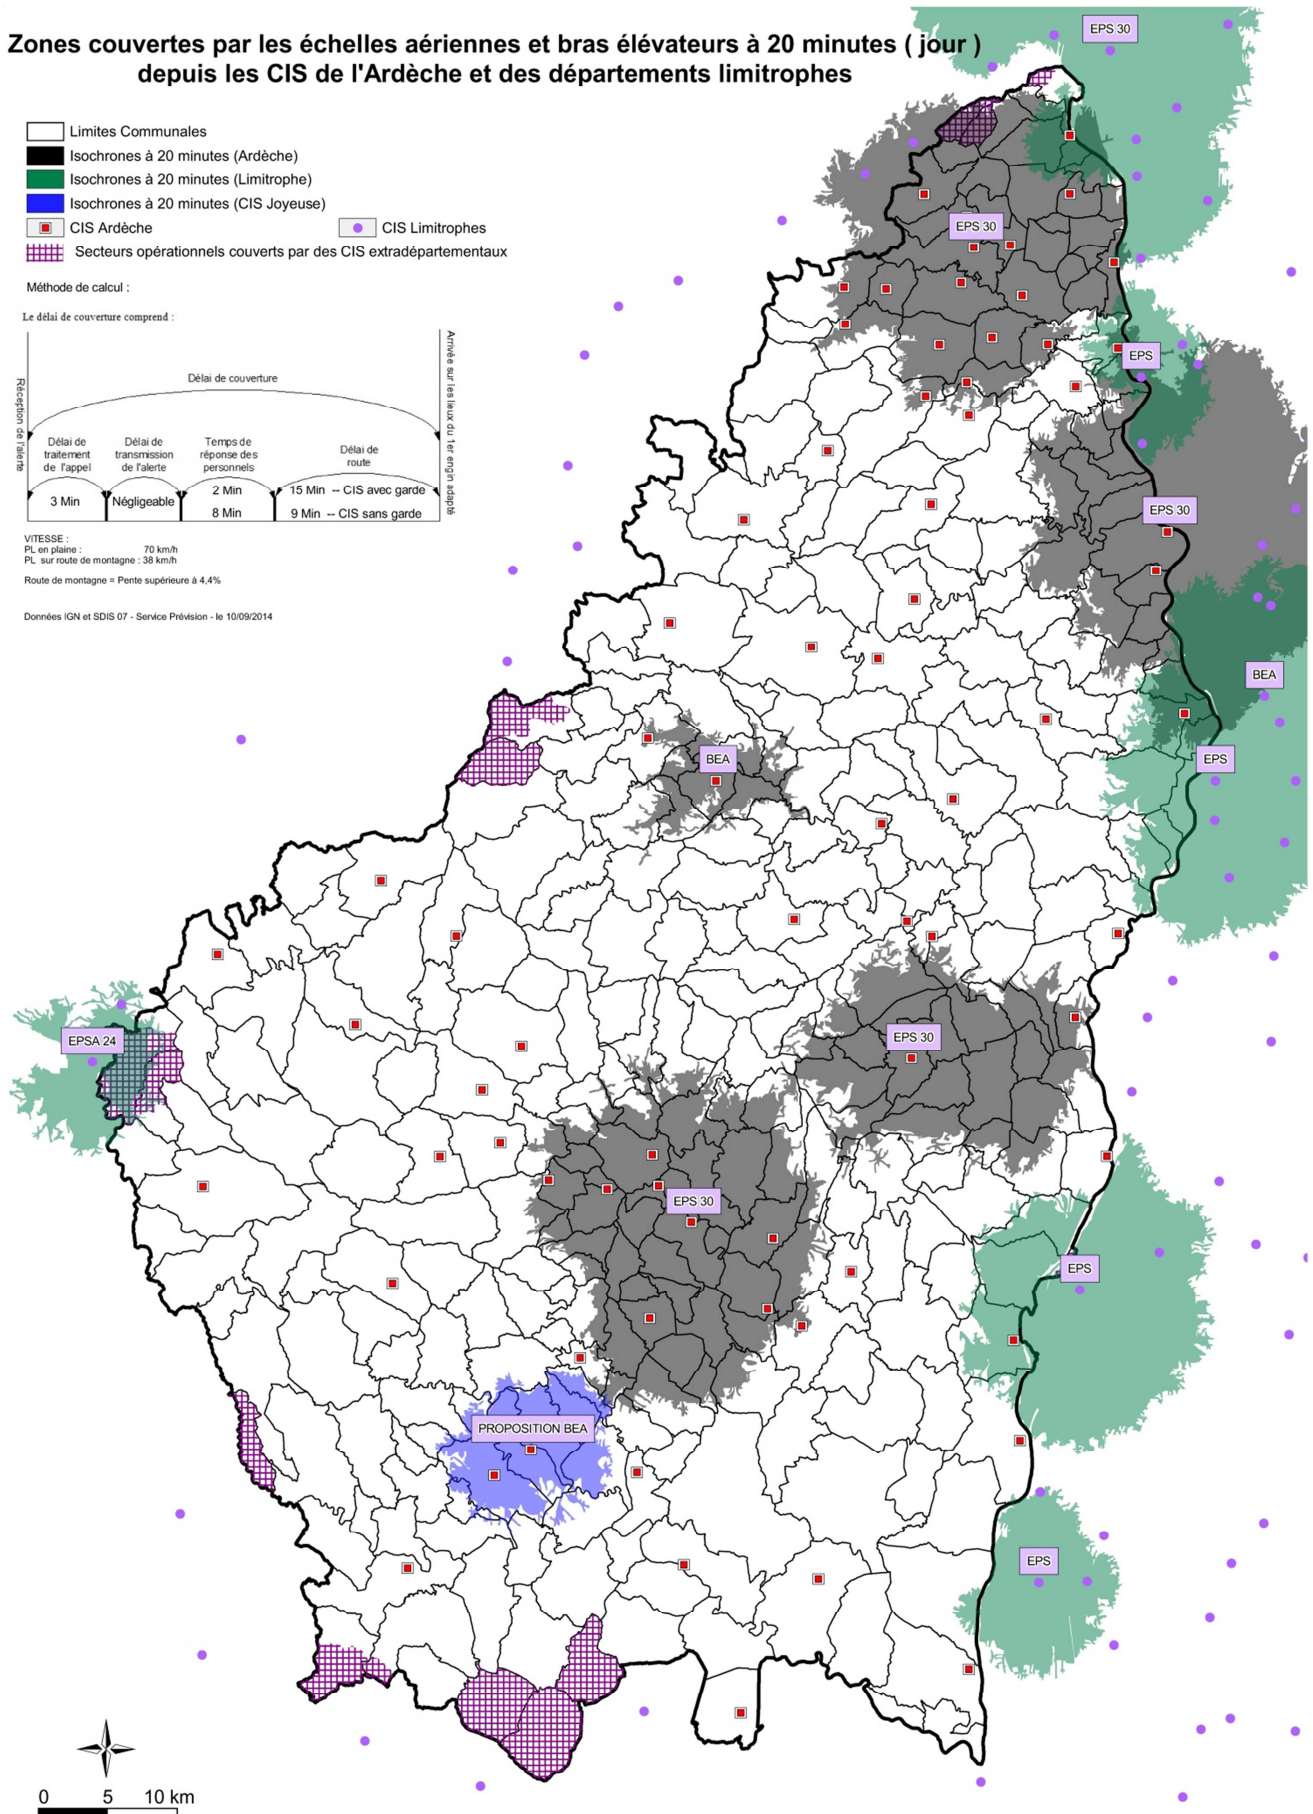 Zones couvertes par les échelles aériennes et bras élévateurs à 20 minutes ( jour )
depuis les CIS de l'Ardèche et des départements limitrophes
Limites Communales
Isochrones à 20 minutes (Ardèche)
Isochrones à 20 minutes (Limitrophe)
Isochrones à 20 minutes (CIS Joyeuse)
CIS Ardèche
CIS Limitrophes
Secteurs opérationnels couverts par des CIS extradépartementaux
Méthode de calcul :
Le délai de couverture comprend :
Réception de l'alerte
Arrivée sur les lieux du 1er engin adapté
Délai de couverture
Délai de
traitement
de l'appel
Délai de
transmission
de l'alerte
Temps de
réponse des
personnels
Délai de
route
3 Min
Négligeable
2 Min
8 Min
15 Min -- CIS avec garde
9 Min -- CIS sans garde
VITESSE :
PL en plaine : 70 km/h
PL sur route de montagne : 38 km/h
Route de montagne = Pente supérieure à 4,4%
Données IGN et SDIS 07 - Service Prévision - le 10/09/2014
EPS 30
EPS 30
EPS
EPS 30
BEA
EPS
BEA
EPS 30
EPSA 24
EPS 30
EPS
PROPOSITION BEA
EPS
0 5 10 km